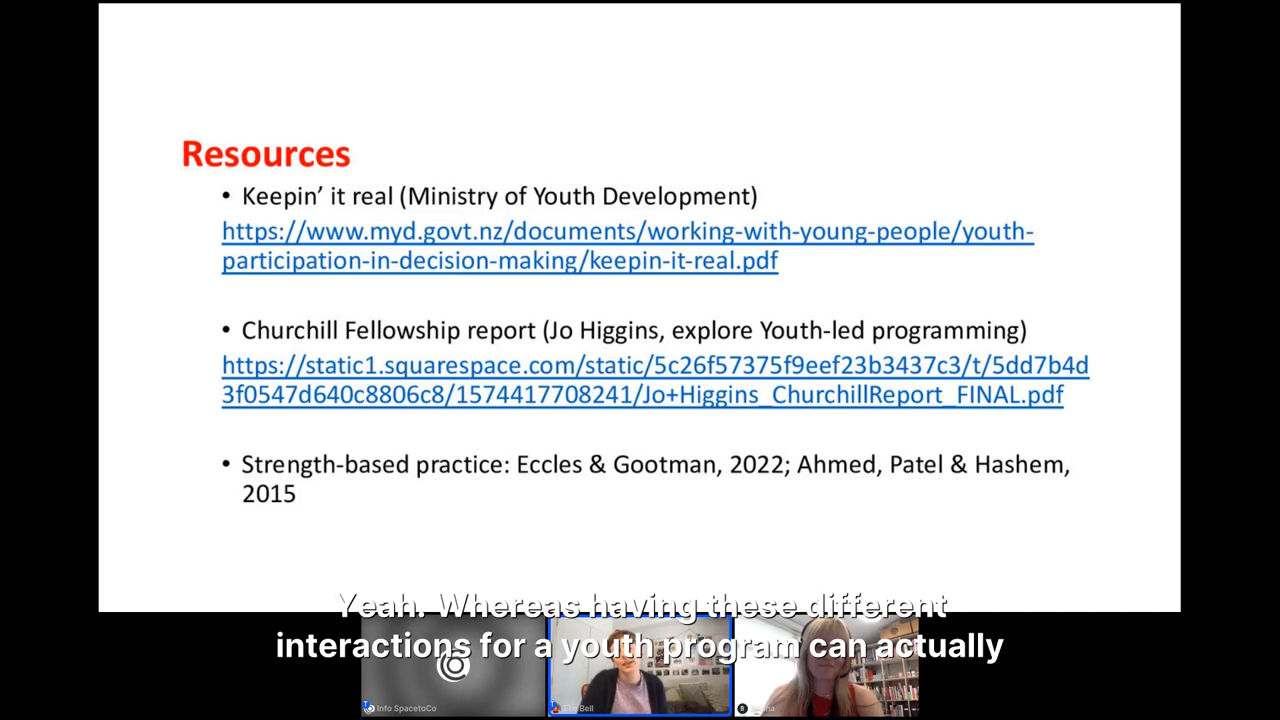 Resources
• Keepin’ it real (Ministry of Youth Development)
https://www.myd.govt.nz/documents/working-with-young-people/youth-
participation-in-decision-making/keepin-it-real.pdf
• Churchill Fellowship report (Jo Higgins, explore Youth-led programming)
https://static1.squarespace.com/static/5c26f57375f9eef23b3437c3/t/5dd7b4d
3f0547d640c8806c8/1574417708241/Jo+Higgins_ChurchillReport_FINAL.pdf
• Strength-based practice: Eccles & Gootman, 2022; Ahmed, Patel & Hashem,
2015
Yeah. Whereas having these different
interactions for a youth program can actually
Info SpacetoCo
Bell